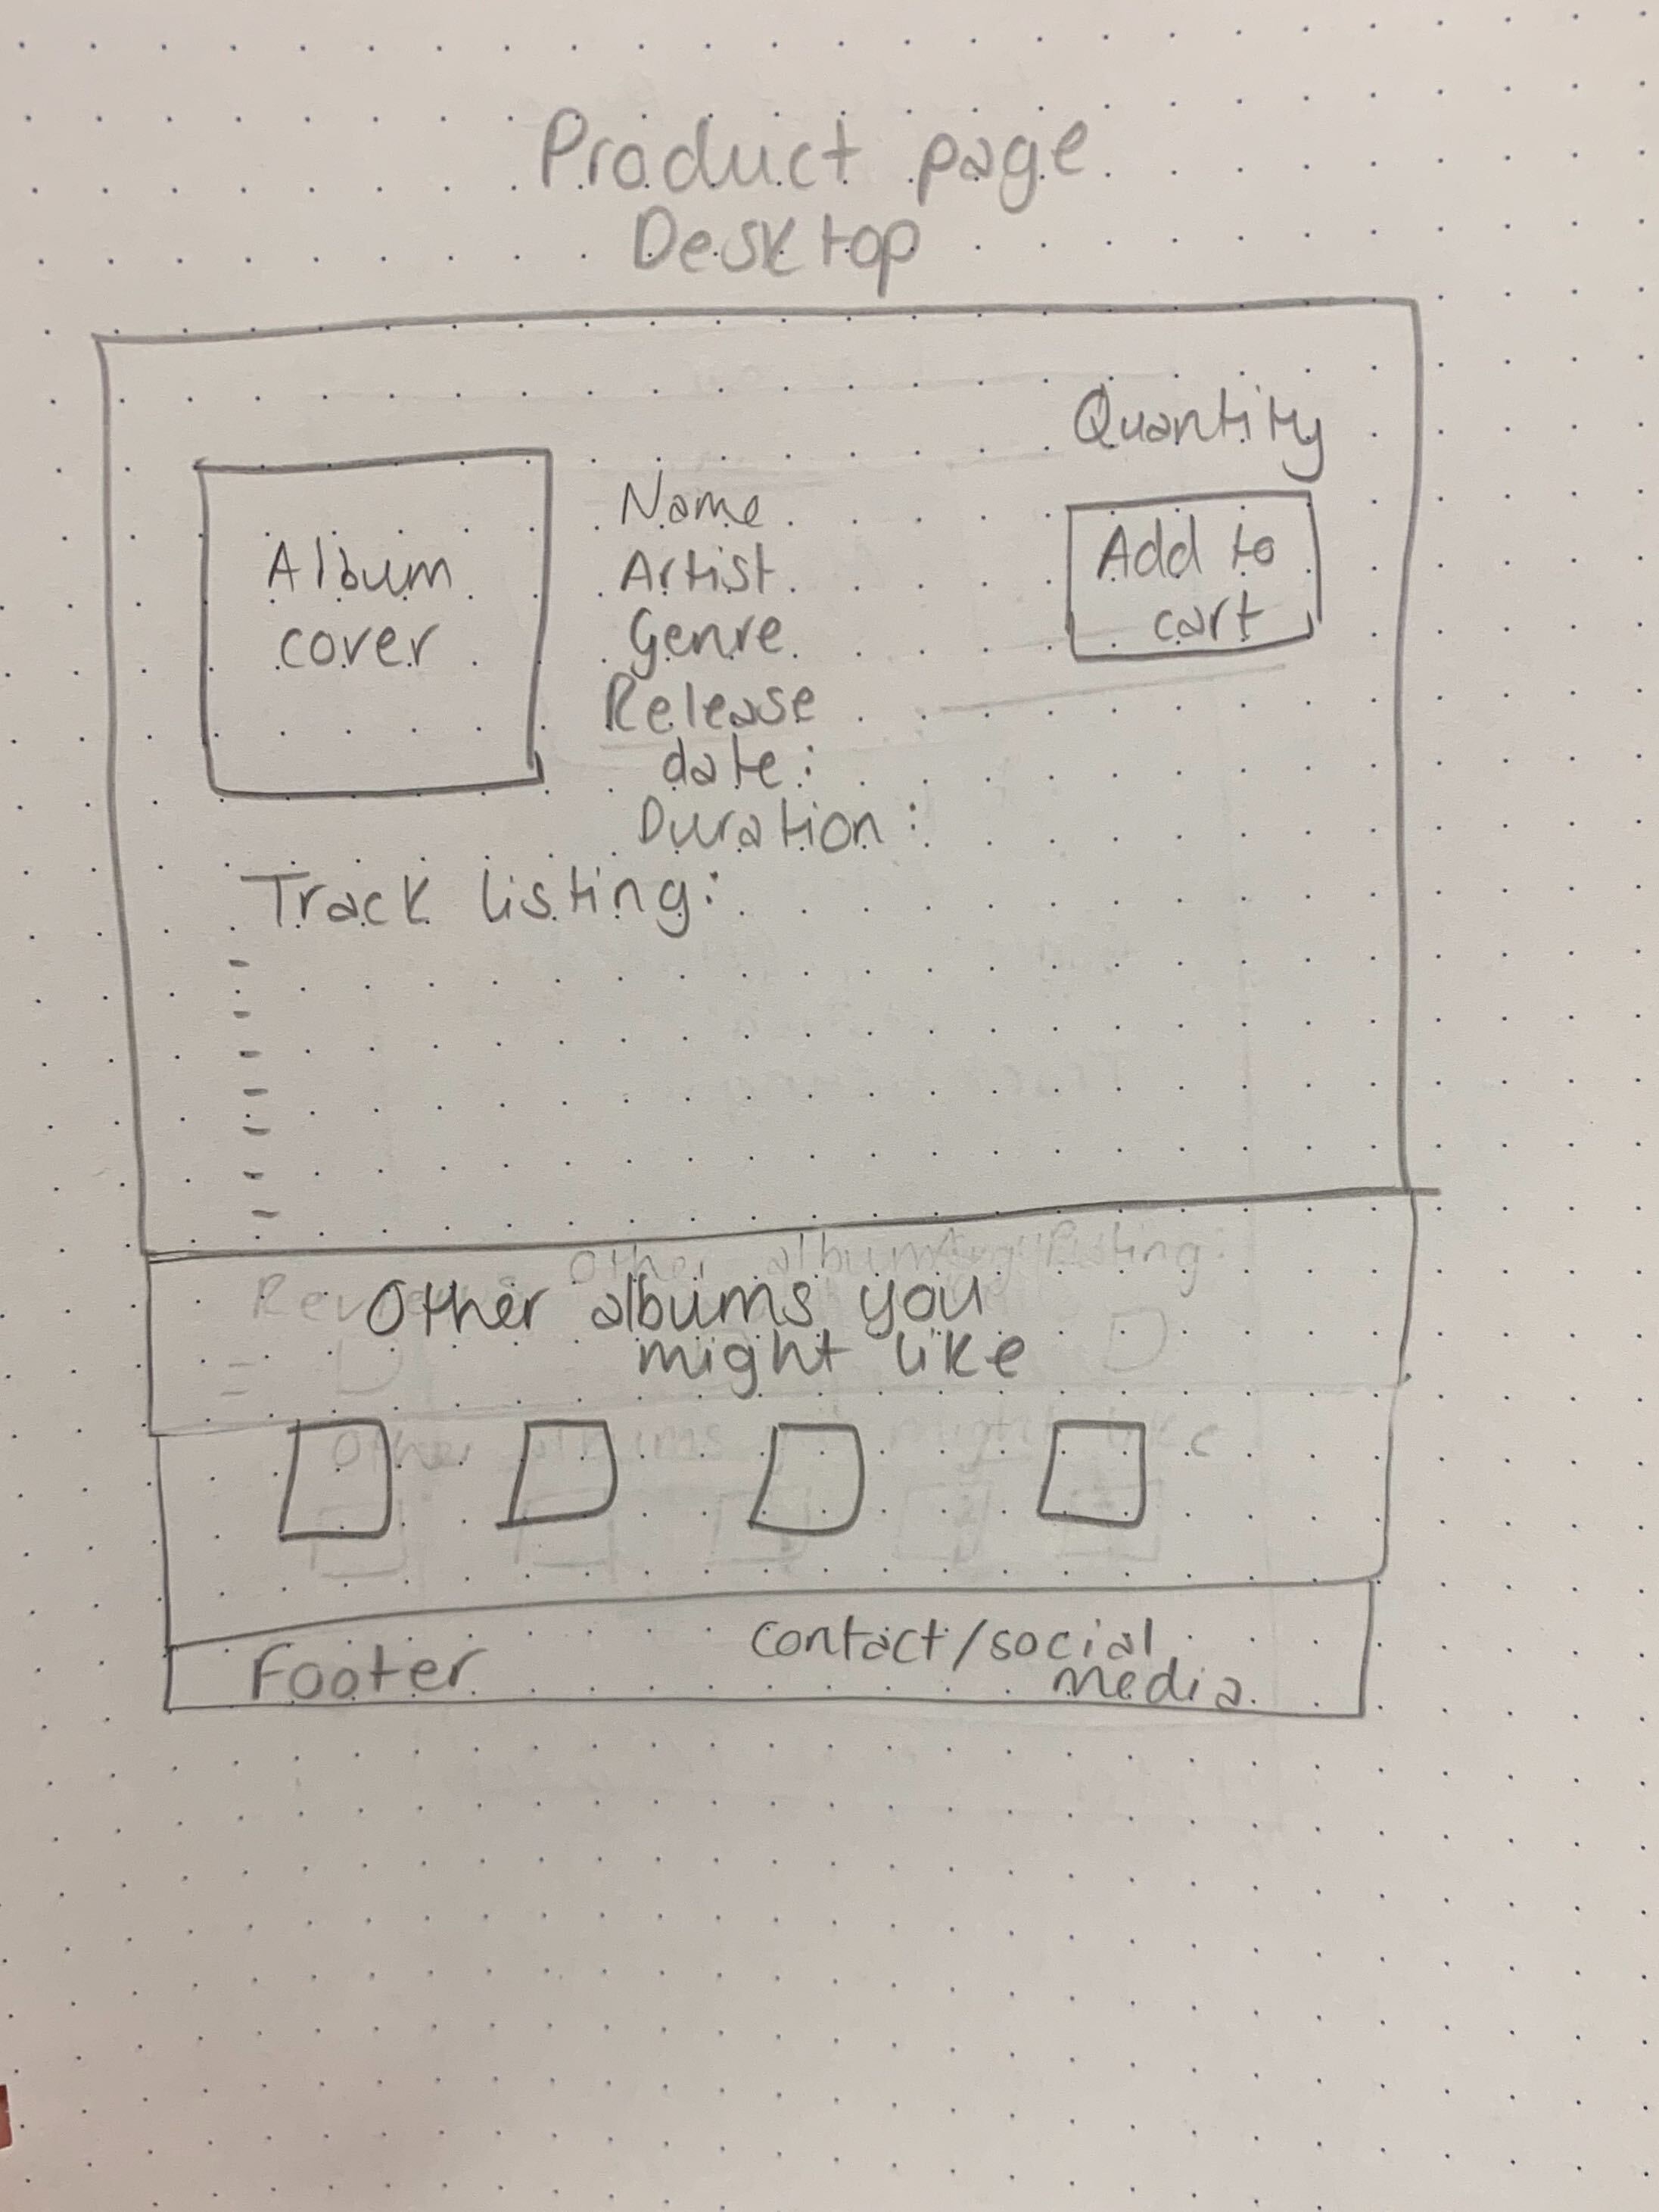 Product page
Desktop
Quantity
Album
cover
Name
Artist
Genre
Release
date:
Duration:
Add to
cart
Track listing:
-
-
-
-
-
-
-
Other albums you
might like
Footer
contact/social
media